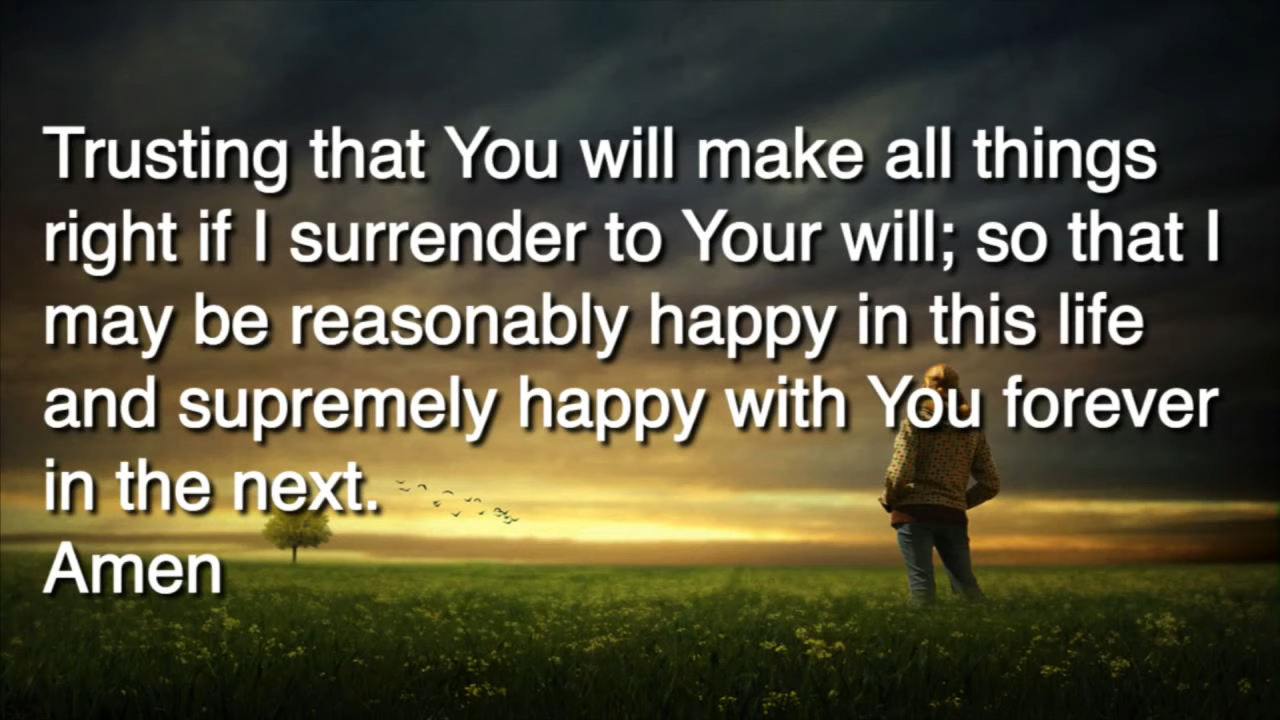 Trusting that You will make all things
right if I surrender to Your will; so that I
may be reasonably happy in this life
and supremely happy with You forever
in the next.
Amen